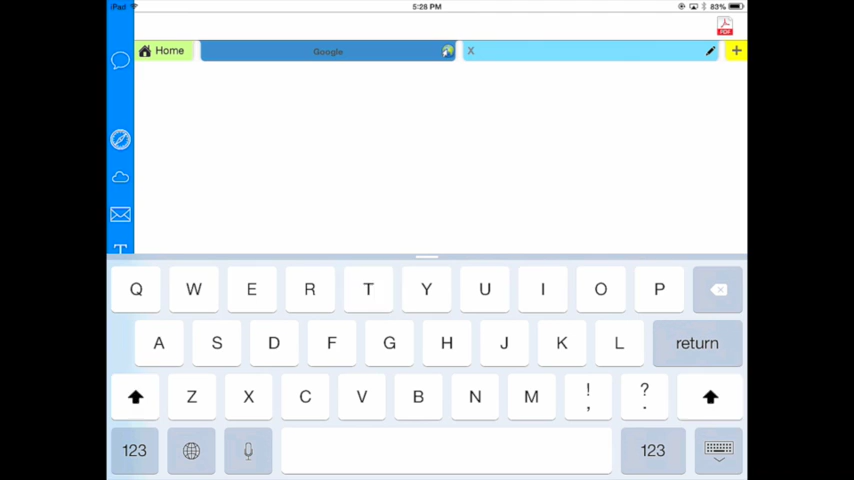 iPad 5:28 PM 83%
PDF
Home Google X +
T
Q W E R T Y U I O P
A S D F G H J K L return
Z X C V B N M ! , ? .
123 123